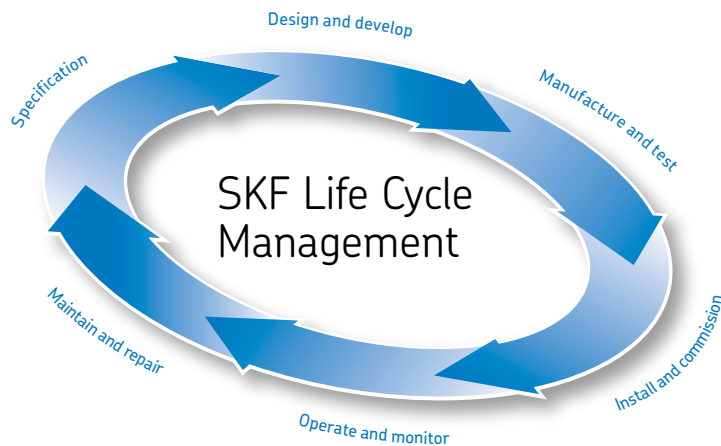 Design and develop
Specification
Manufacture and test
SKF Life Cycle
Management
Maintain and repair
Install and commission
Operate and monitor